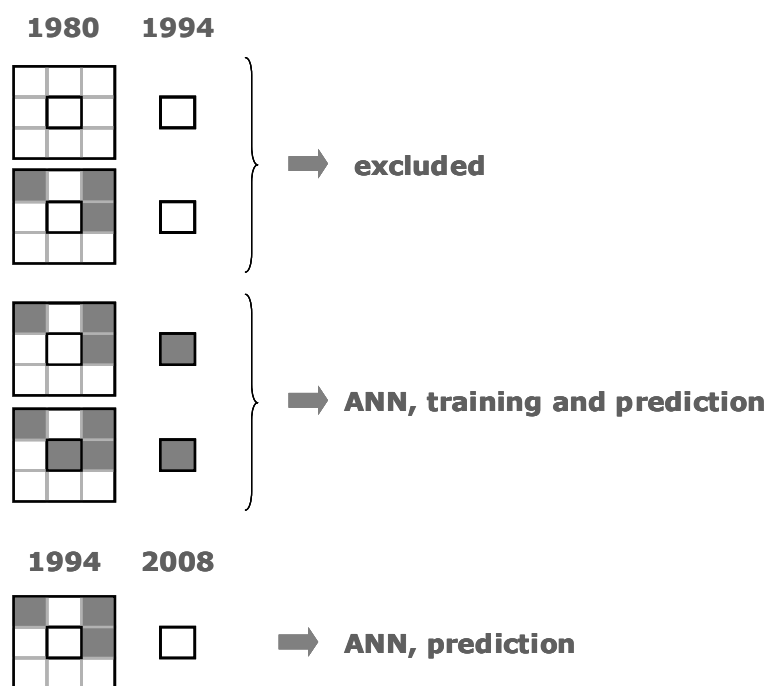 1980 1994
excluded
ANN, training and prediction
1994 2008
ANN, prediction